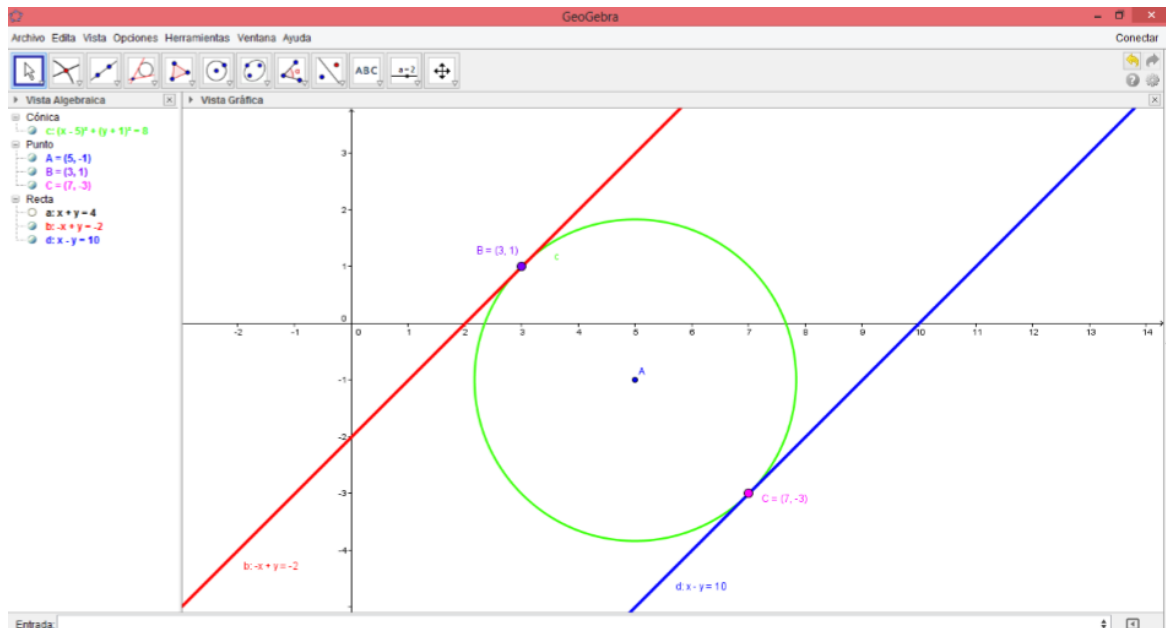 GeoGebra
Archivo Edita Vista Opciones Herramientas Ventana Ayuda
Conectar
ABC
a=2
Vista Algebraica
Vista Gráfica
Cónica
c: (x - 5)² + (y + 1)² = 8
Punto
A = (5, -1)
B = (3, 1)
C = (7, -3)
Recta
a: x + y = 4
b: -x + y = -2
d: x - y = 10
3
2
B = (3, 1)
c
1
0
-2 -1 0 1 2 3 4 5 6 7 8 9 10 11 12 13 14
A
-1
-2
-3
C = (7, -3)
-4
b: -x + y = -2
d: x - y = 10
Entrada: